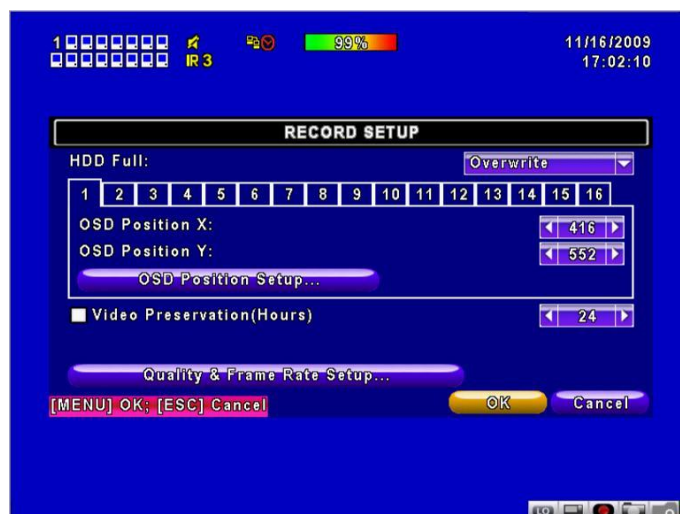 1 99% 11/16/2009
IR 3 17:02:10
RECORD SETUP
HDD Full: Overwrite
1 2 3 4 5 6 7 8 9 10 11 12 13 14 15 16
OSD Position X: 416
OSD Position Y: 552
OSD Position Setup...
Video Preservation(Hours) 24
Quality & Frame Rate Setup...
[MENU] OK; [ESC] Cancel OK Cancel